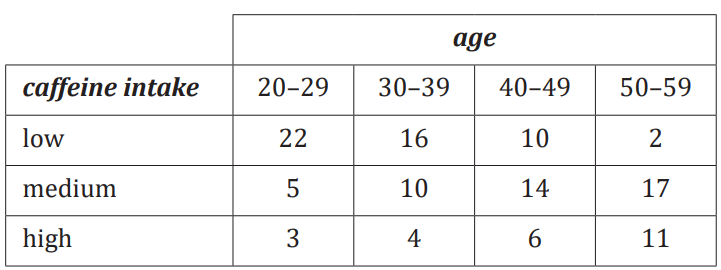 age
caffeine intake 20–29 30–39 40–49 50–59
low 22 16 10 2
medium 5 10 14 17
high 3 4 6 11